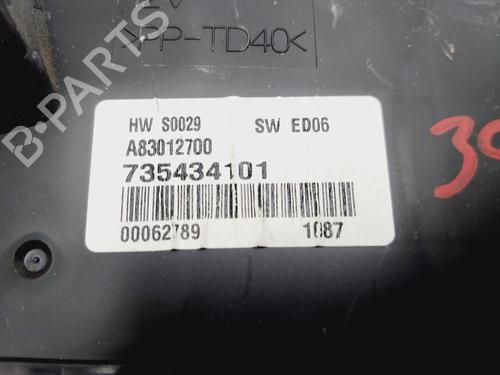 >PP-TD40<
HW S0029 SW ED06
A83012700
735434101
00062789 1087
B-PARTS